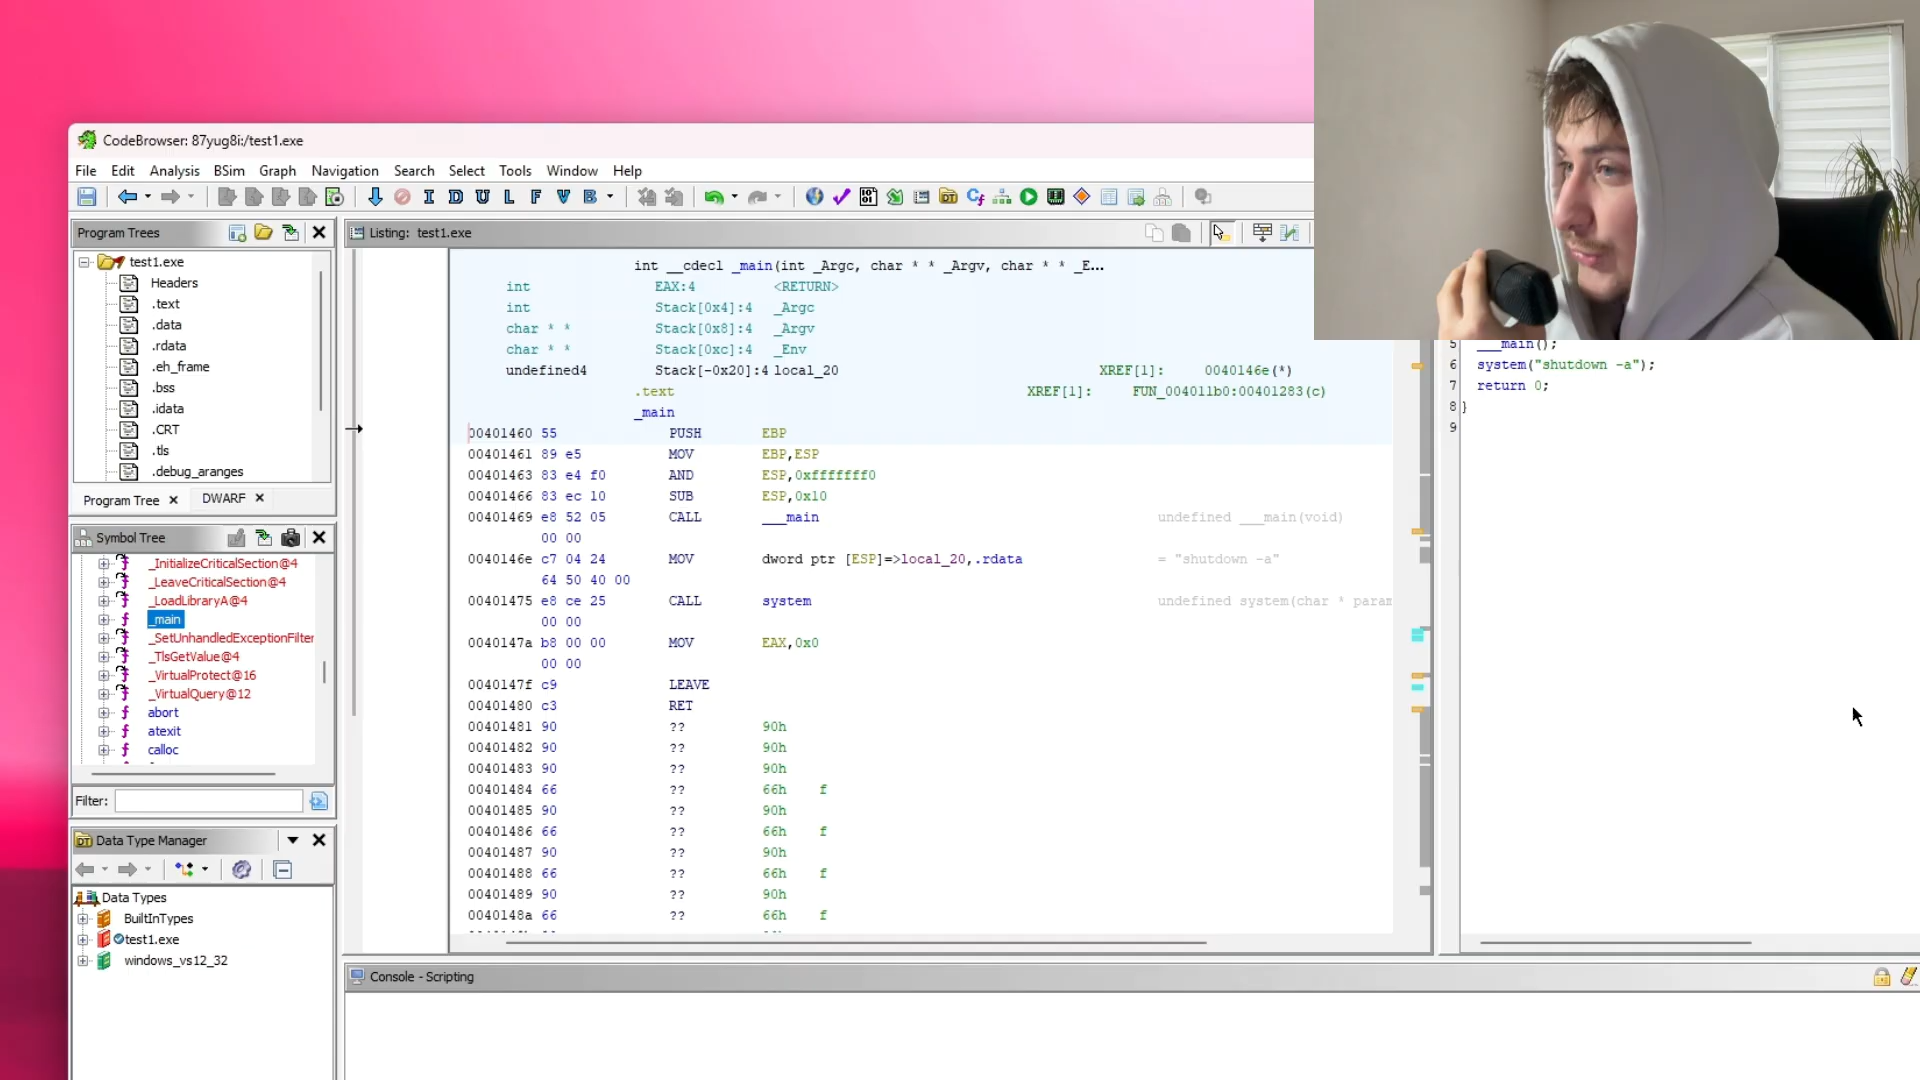 CodeBrowser: 87yug8i:/test1.exe
File Edit Analysis BSim Graph Navigation Search Select Tools Window Help
I D U L F V B
Program Trees
test1.exe
Headers
.text
.data
.rdata
.eh_frame
.bss
.idata
.CRT
.tls
.debug_aranges
Program Tree DWARF
Symbol Tree
_InitializeCriticalSection@4
_LeaveCriticalSection@4
_LoadLibraryA@4
_main
_SetUnhandledExceptionFilter
_TlsGetValue@4
_VirtualProtect@16
_VirtualQuery@12
abort
atexit
calloc
Filter:
Data Type Manager
Data Types
BuiltInTypes
test1.exe
windows_vs12_32
Listing: test1.exe
int __cdecl _main(int _Argc, char * * _Argv, char * * _E...
int EAX:4 <RETURN>
int Stack[0x4]:4 _Argc
char * * Stack[0x8]:4 _Argv
char * * Stack[0xc]:4 _Env
undefined4 Stack[-0x20]:4 local_20 XREF[1]: 0040146e(*)
.text XREF[1]: FUN_004011b0:00401283(c)
_main
00401460 55 PUSH EBP
00401461 89 e5 MOV EBP,ESP
00401463 83 e4 f0 AND ESP,0xfffffff0
00401466 83 ec 10 SUB ESP,0x10
00401469 e8 52 05 CALL ___main undefined ___main(void)
00 00
0040146e c7 04 24 MOV dword ptr [ESP]=>local_20,.rdata = "shutdown -a"
64 50 40 00
00401475 e8 ce 25 CALL system undefined system(char * param
00 00
0040147a b8 00 00 MOV EAX,0x0
00 00
0040147f c9 LEAVE
00401480 c3 RET
00401481 90 ?? 90h
00401482 90 ?? 90h
00401483 90 ?? 90h
00401484 66 ?? 66h f
00401485 90 ?? 90h
00401486 66 ?? 66h f
00401487 90 ?? 90h
00401488 66 ?? 66h f
00401489 90 ?? 90h
0040148a 66 ?? 66h f
5 ___main();
6 system("shutdown -a");
7 return 0;
8 }
9
Console - Scripting